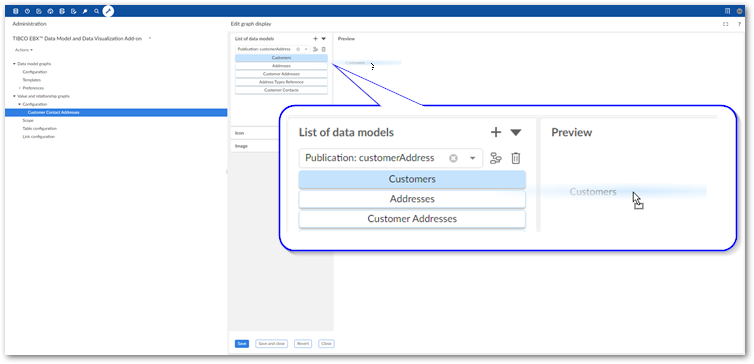 Administration
Edit graph display
?
TIBCO EBX™ Data Model and Data Visualization Add-on
Actions
Data model graphs
Configuration
Templates
Preferences
Value and relationship graphs
Configuration
Customer Contact Addresses
Scope
Table configuration
Link configuration
List of data models
Publication: customerAddress
Customers
Addresses
Customer Addresses
Address Types Reference
Customer Contacts
Icon
Image
Preview
Customers
List of data models
Publication: customerAddress
Customers
Addresses
Customer Addresses
Preview
Customers
Save
Save and close
Revert
Close